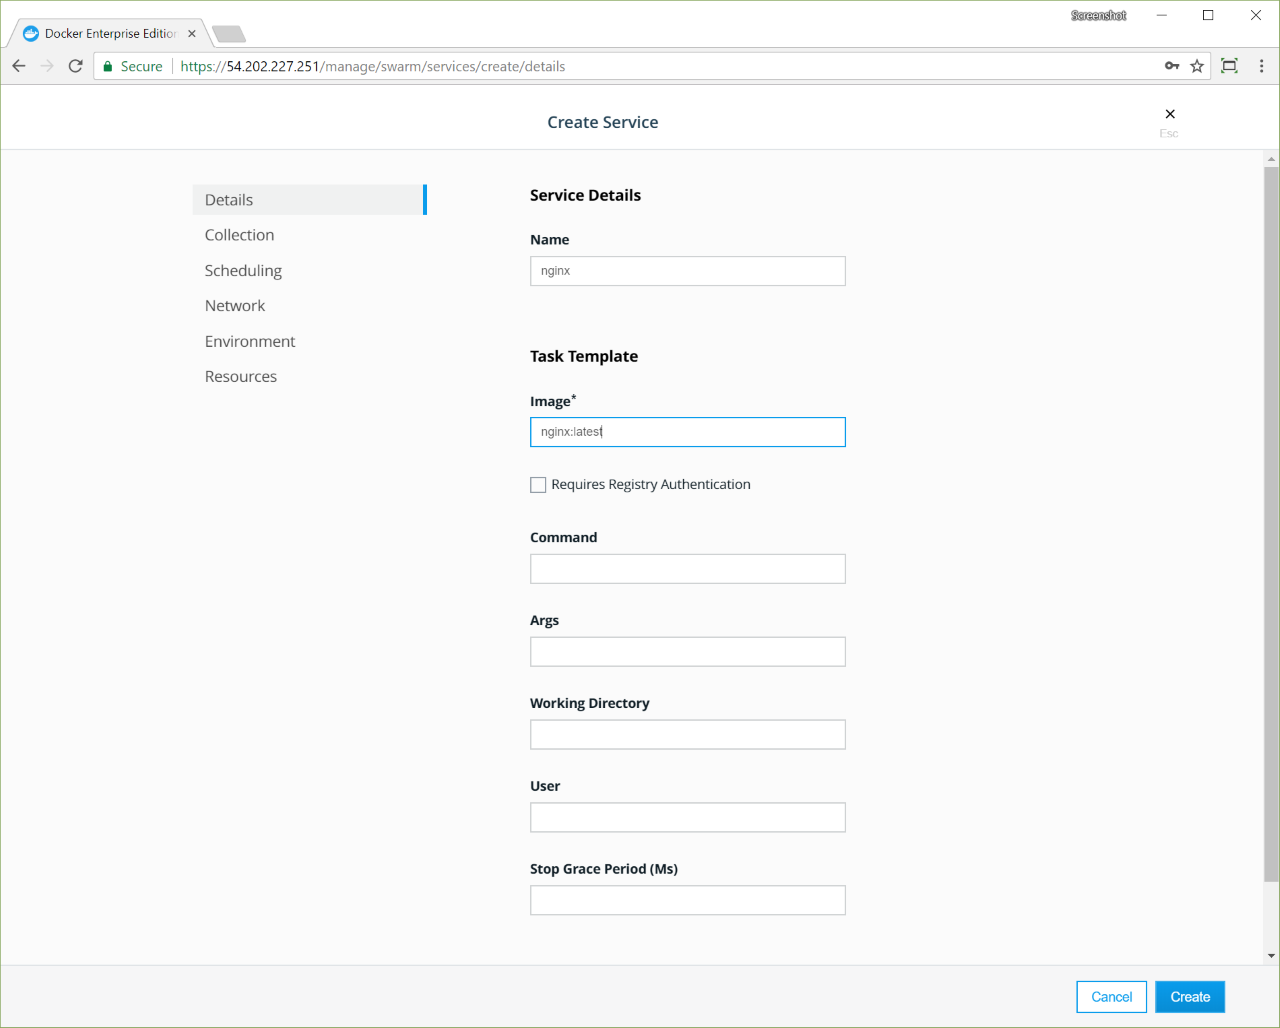 Screenshot
Docker Enterprise Edition
Secure https://54.202.227.251/manage/swarm/services/create/details
Create Service
Esc
Details
Collection
Scheduling
Network
Environment
Resources
Service Details
Name
nginx
Task Template
Image*
nginx:latest
Requires Registry Authentication
Command
Args
Working Directory
User
Stop Grace Period (Ms)
Cancel Create